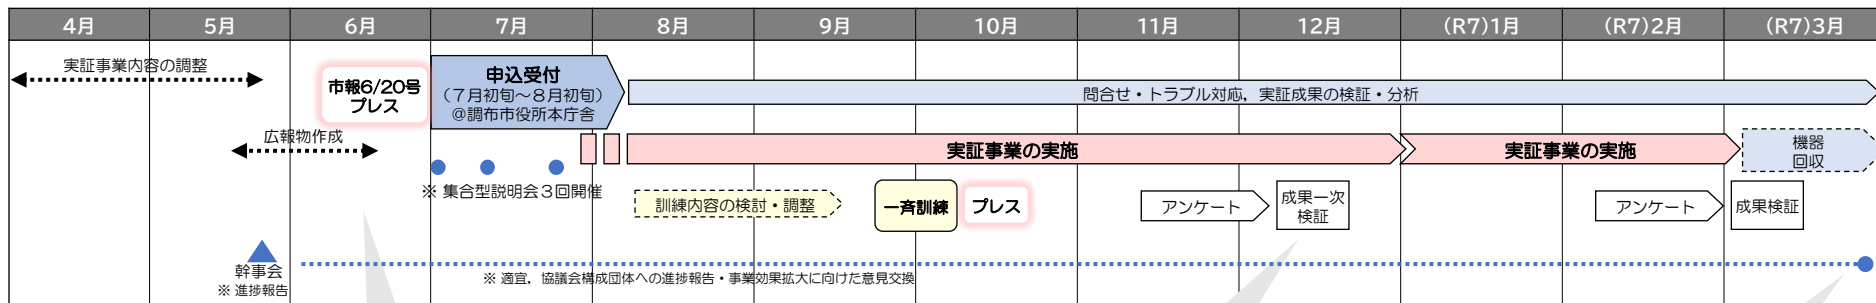 4月 5月 6月 7月 8月 9月 10月 11月 12月 (R7)1月 (R7)2月 (R7)3月
実証事業内容の調整
市報6/20号
プレス
申込受付
（７月初旬～８月初旬）
@調布市役所本庁舎
問合せ・トラブル対応，実証成果の検証・分析
広報物作成
実証事業の実施
実証事業の実施
機器
回収
※ 集合型説明会３回開催
訓練内容の検討・調整
一斉訓練
プレス
アンケート
成果一次
検証
アンケート
成果検証
幹事会
※ 進捗報告
※ 適宜，協議会構成団体への進捗報告・事業効果拡大に向けた意見交換